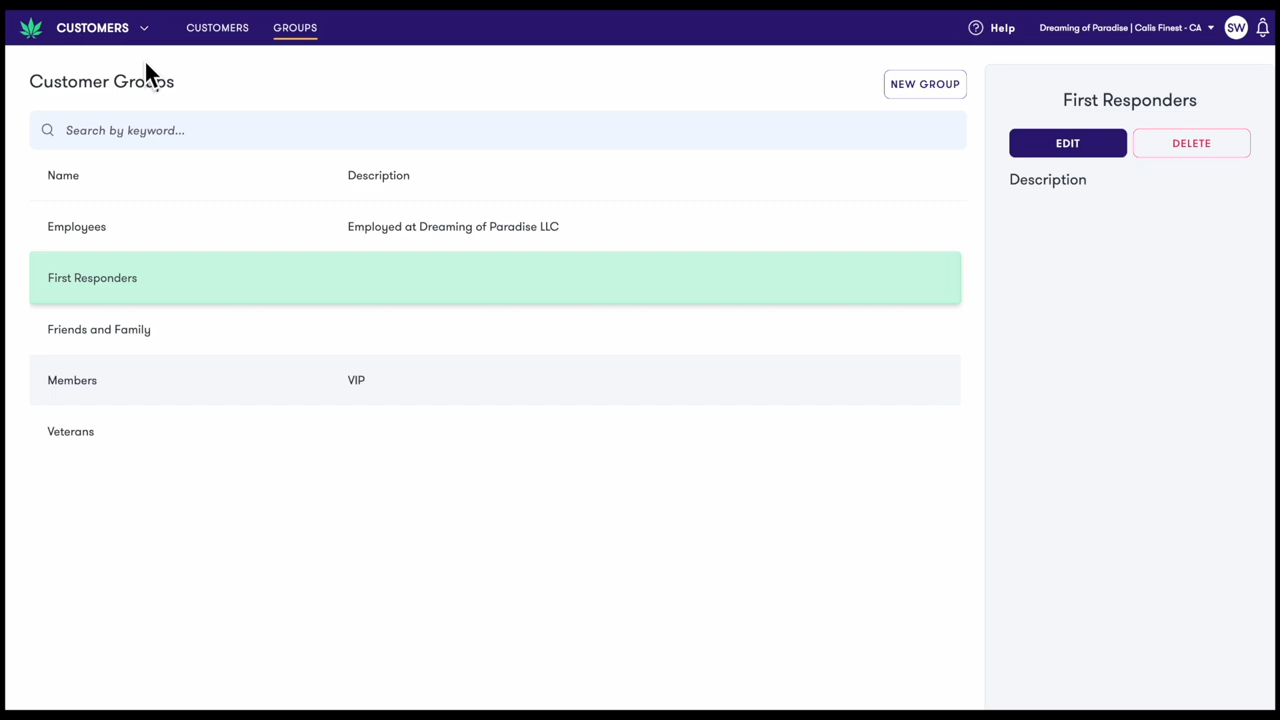 CUSTOMERS
CUSTOMERS
GROUPS
Help
Dreaming of Paradise | Calis Finest - CA
SW
Customer Groups
NEW GROUP
Search by keyword...
Name
Description
Employees
Employed at Dreaming of Paradise LLC
First Responders
Friends and Family
Members
VIP
Veterans
First Responders
EDIT
DELETE
Description